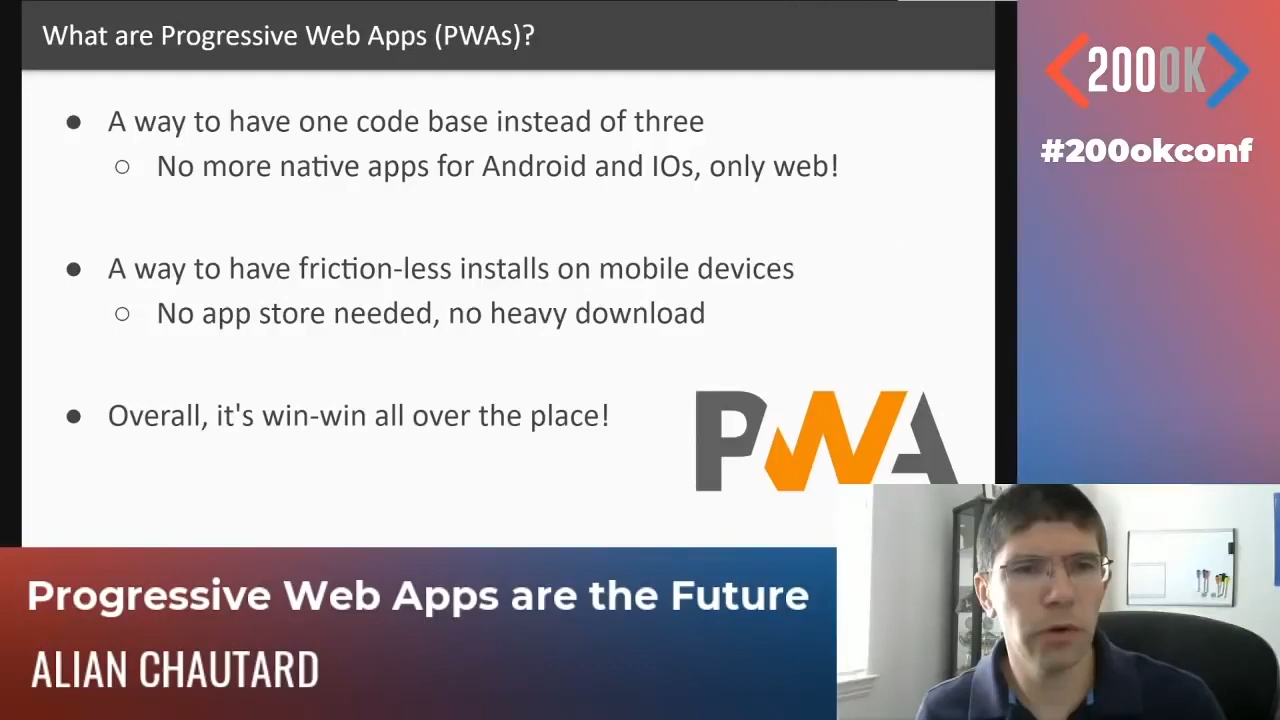 What are Progressive Web Apps (PWAs)?
● A way to have one code base instead of three
○ No more native apps for Android and IOs, only web!
● A way to have friction-less installs on mobile devices
○ No app store needed, no heavy download
● Overall, it's win-win all over the place!
PWA
200OK
#200okconf
Progressive Web Apps are the Future
ALIAN CHAUTARD